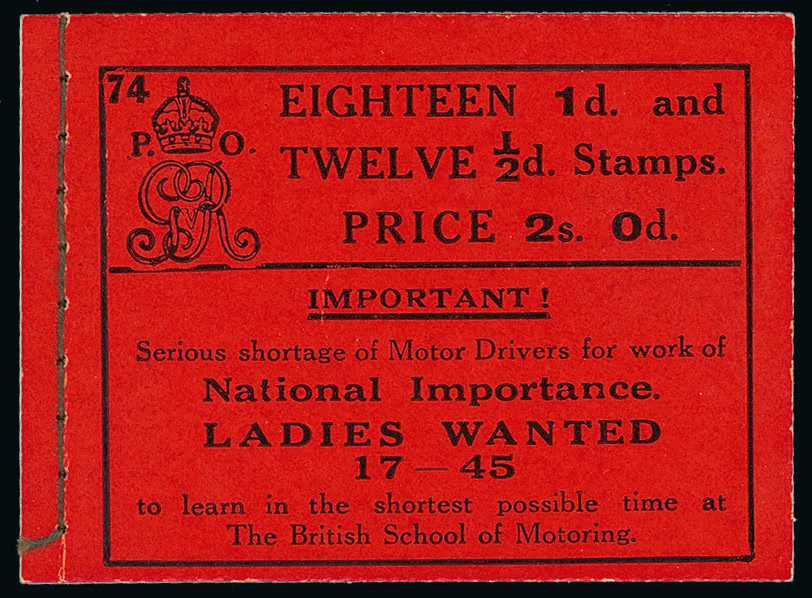 74
P. O.
GR
EIGHTEEN 1d. and
TWELVE ½d. Stamps.
PRICE 2s. 0d.
IMPORTANT!
Serious shortage of Motor Drivers for work of
National Importance.
LADIES WANTED
17 — 45
to learn in the shortest possible time at
The British School of Motoring.